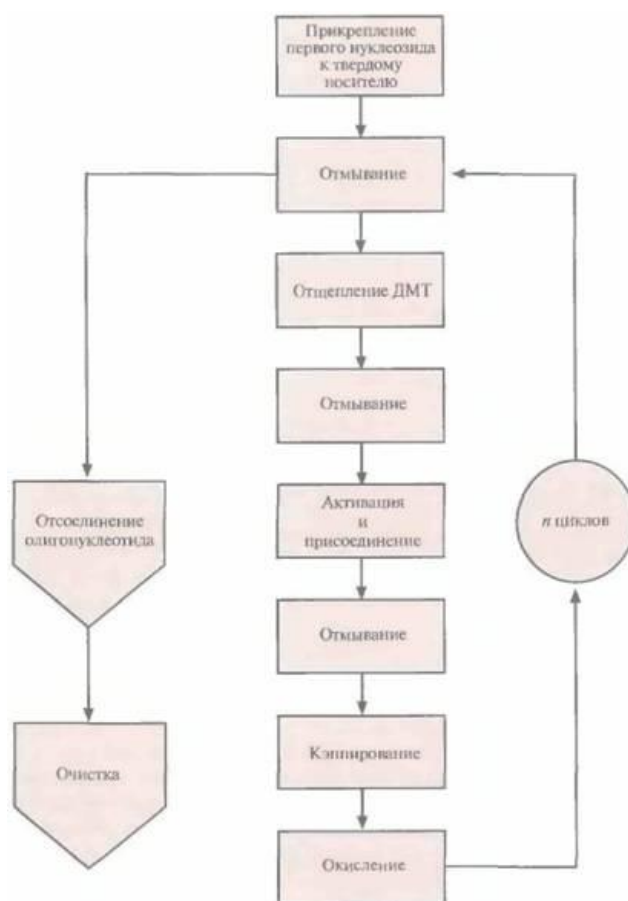 Прикрепление
первого нуклеозида
к твердому
носителю
Отмывание
Отщепление ДМТ
Отмывание
Активация
и
присоединение
Отмывание
Кэппирование
Окисление
n циклов
Отсоединение
олигонуклеотида
Очистка